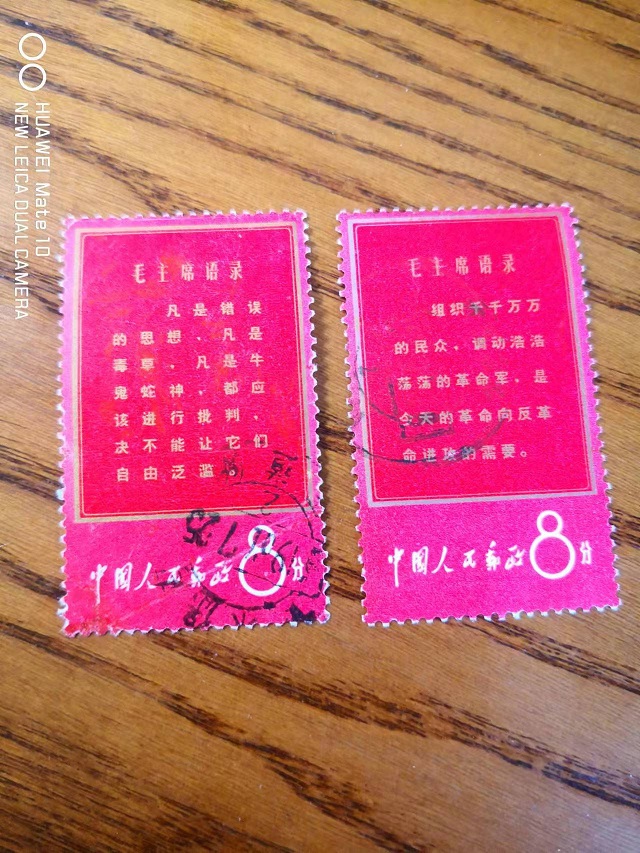 HUAWEI Mate 10
NEW LEICA DUAL CAMERA
毛主席语录
凡是错误
的思想，凡是
毒草，凡是牛
鬼蛇神，都应
该进行批判，
决不能让它们
自由泛滥。
中国人民邮政8分
毛主席语录
组织千千万万
的民众，调动浩浩
荡荡的革命军，是
今天的革命向反革
命进攻的需要。
中国人民邮政8分